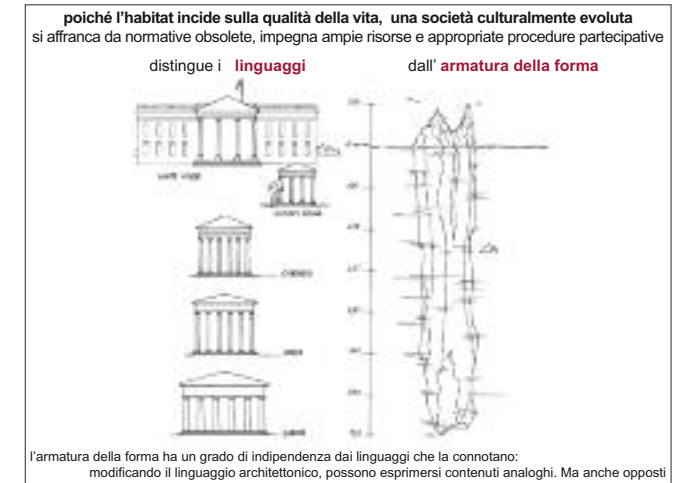 poiché l'habitat incide sulla qualità della vita, una società culturalmente evoluta
si affranca da normative obsolete, impegna ampie risorse e appropriate procedure partecipative
distingue i linguaggi
dall' armatura della forma
l'armatura della forma ha un grado di indipendenza dai linguaggi che la connotano:
modificando il linguaggio architettonico, possono esprimersi contenuti analoghi. Ma anche opposti